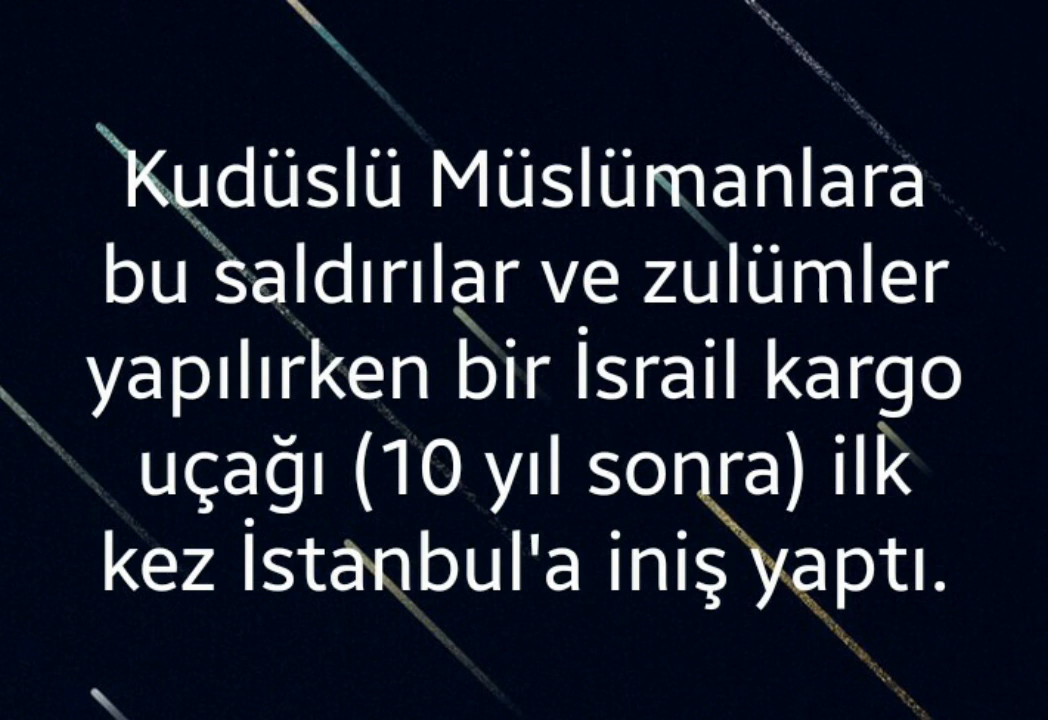 Kudüslü Müslümanlara
bu saldırılar ve zulümler
yapılırken bir İsrail kargo
uçağı (10 yıl sonra) ilk
kez İstanbul'a iniş yaptı.